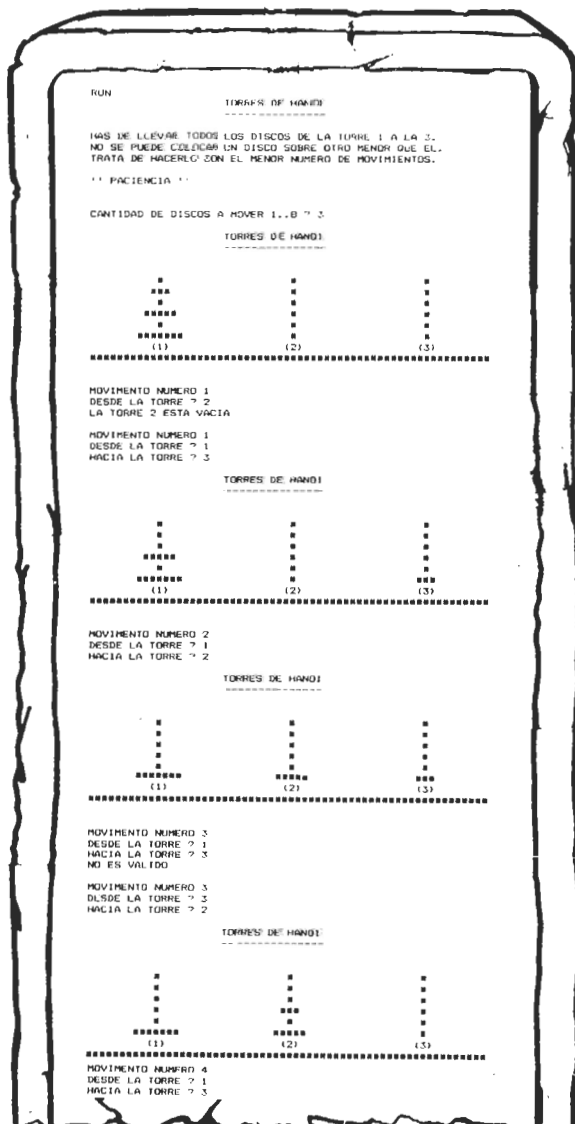 RUN
TORRES DE HANOI
HAS DE LLEVAR TODOS LOS DISCOS DE LA TORRE 1 A LA 3.
NO SE PUEDE COLOCAR UN DISCO SOBRE OTRO MENOR QUE EL.
TRATA DE HACERLO CON EL MENOR NUMERO DE MOVIMIENTOS.
'' PACIENCIA ''
CANTIDAD DE DISCOS A MOVER 1..8 ? 3
TORRES DE HANOI
(1) (2) (3)
MOVIMENTO NUMERO 1
DESDE LA TORRE ? 2
LA TORRE 2 ESTA VACIA
MOVIMENTO NUMERO 1
DESDE LA TORRE ? 1
HACIA LA TORRE ? 3
TORRES DE HANOI
(1) (2) (3)
MOVIMENTO NUMERO 2
DESDE LA TORRE ? 1
HACIA LA TORRE ? 2
TORRES DE HANOI
(1) (2) (3)
MOVIMENTO NUMERO 3
DESDE LA TORRE ? 1
HACIA LA TORRE ? 3
NO ES VALIDO
MOVIMENTO NUMERO 3
DESDE LA TORRE ? 3
HACIA LA TORRE ? 2
TORRES DE HANOI
(1) (2) (3)
MOVIMENTO NUMERO 4
DESDE LA TORRE ? 1
HACIA LA TORRE ? 3